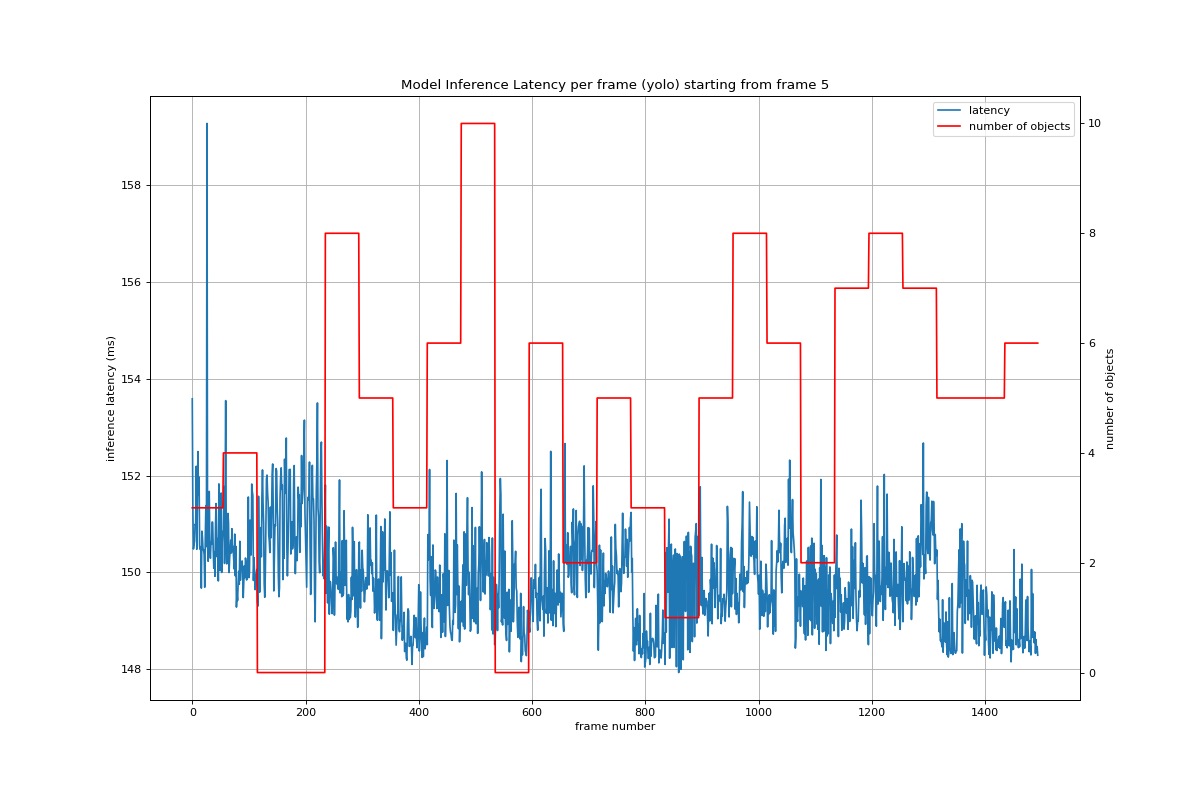 Model Inference Latency per frame (yolo) starting from frame 5
latency
number of objects
158
156
154
152
150
148
inference latency (ms)
10
8
6
4
2
0
number of objects
0 200 400 600 800 1000 1200 1400
frame number